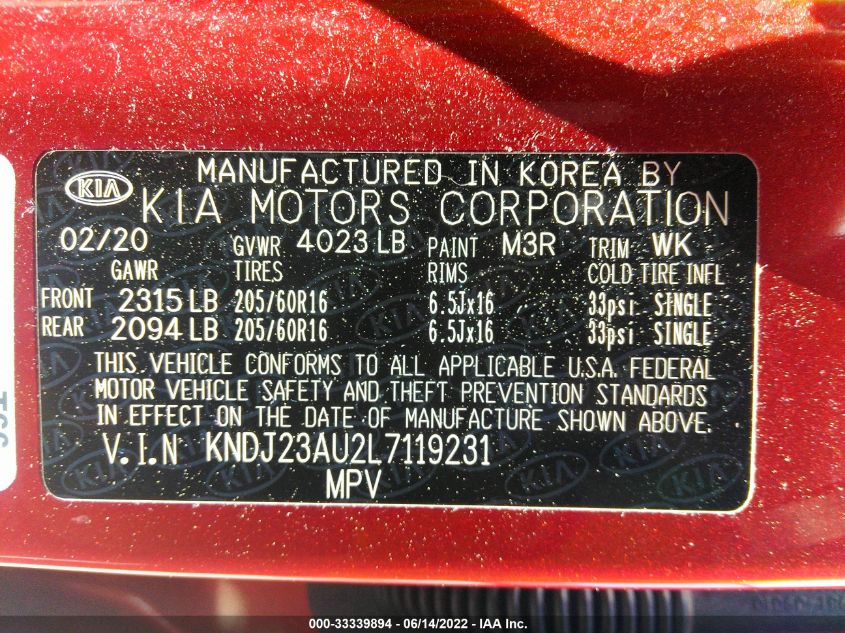 MANUFACTURED IN KOREA BY
KIA KIA MOTORS CORPORATION
02/20 GVWR 4023 LB PAINT M3R TRIM WK
GAWR TIRES RIMS COLD TIRE INFL
FRONT 2315 LB 205/60R16 6.5Jx16 33psi SINGLE
REAR 2094 LB 205/60R16 6.5Jx16 33psi SINGLE
THIS VEHICLE CONFORMS TO ALL APPLICABLE U.S.A. FEDERAL
MOTOR VEHICLE SAFETY AND THEFT PREVENTION STANDARDS
IN EFFECT ON THE DATE OF MANUFACTURE SHOWN ABOVE.
V.I.N KNDJ23AU2L7119231
MPV
000-33339894 - 06/14/2022 - IAA Inc.